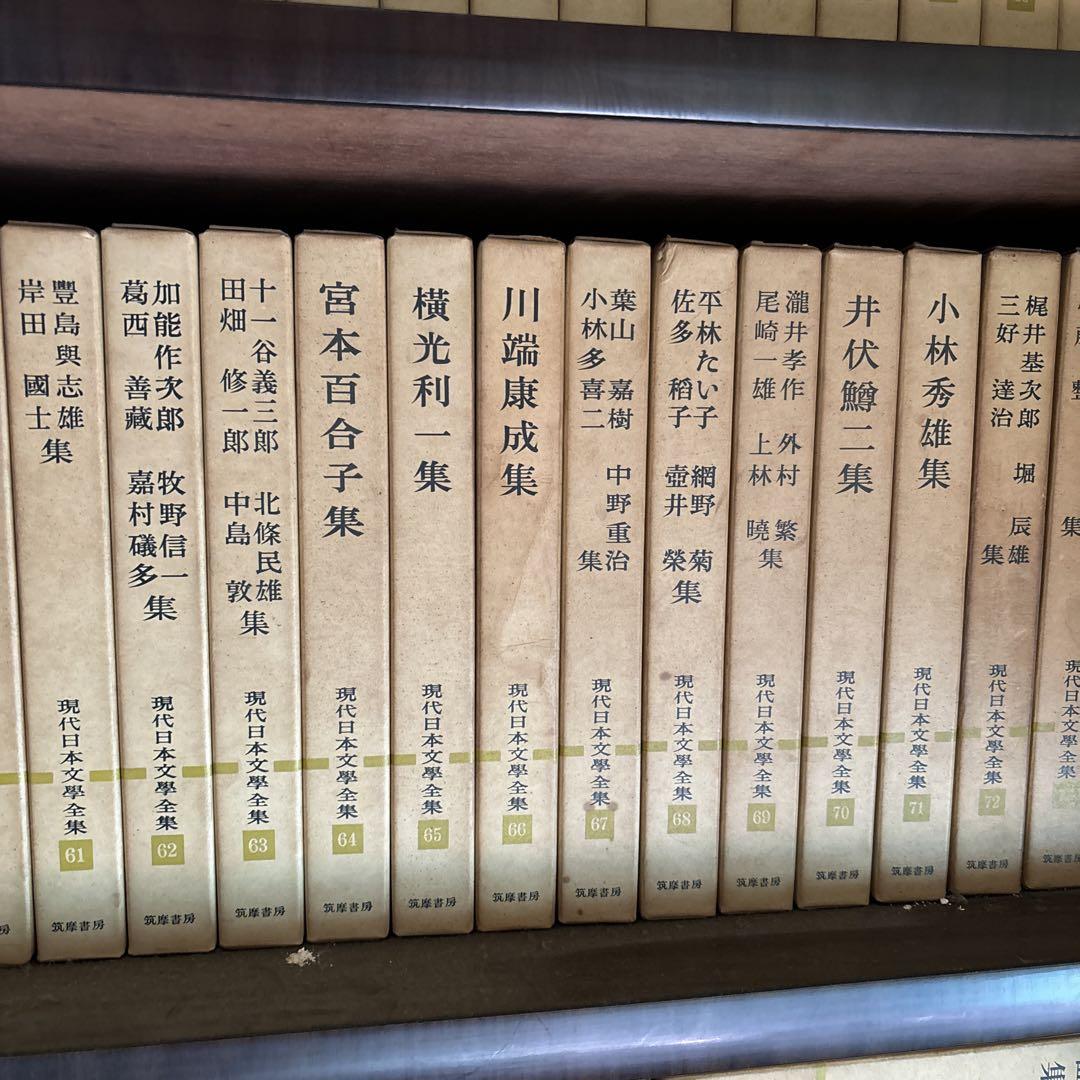 房
豐島與志雄
岸田 國士
集
現代日本文學全集
61
筑摩書房
加能作次郎 牧野信一
葛西 善藏 嘉村礒多
集
現代日本文學全集
62
筑摩書房
十一谷義三郎 北條民雄
田畑 修一郎 中島 敦
集
現代日本文學全集
63
筑摩書房
宮本百合子集
現代日本文學全集
64
筑摩書房
橫光利一集
現代日本文學全集
65
筑摩書房
川端康成集
現代日本文學全集
66
筑摩書房
葉山 嘉樹 中野重治
小林多喜二
集
現代日本文學全集
67
筑摩書房
平林たい子 網野 菊
佐多 稻子 壺井 榮
集
現代日本文學全集
68
筑摩書房
瀧井孝作 外村 繁
尾崎一雄 上林 曉
集
現代日本文學全集
69
筑摩書房
井伏鱒二集
現代日本文學全集
70
筑摩書房
小林秀雄集
現代日本文學全集
71
筑摩書房
梶井基次郎 堀 辰雄
三好 達治
集
現代日本文學全集
72
筑摩書房
集
現代日本文學全集
筑摩書房
集